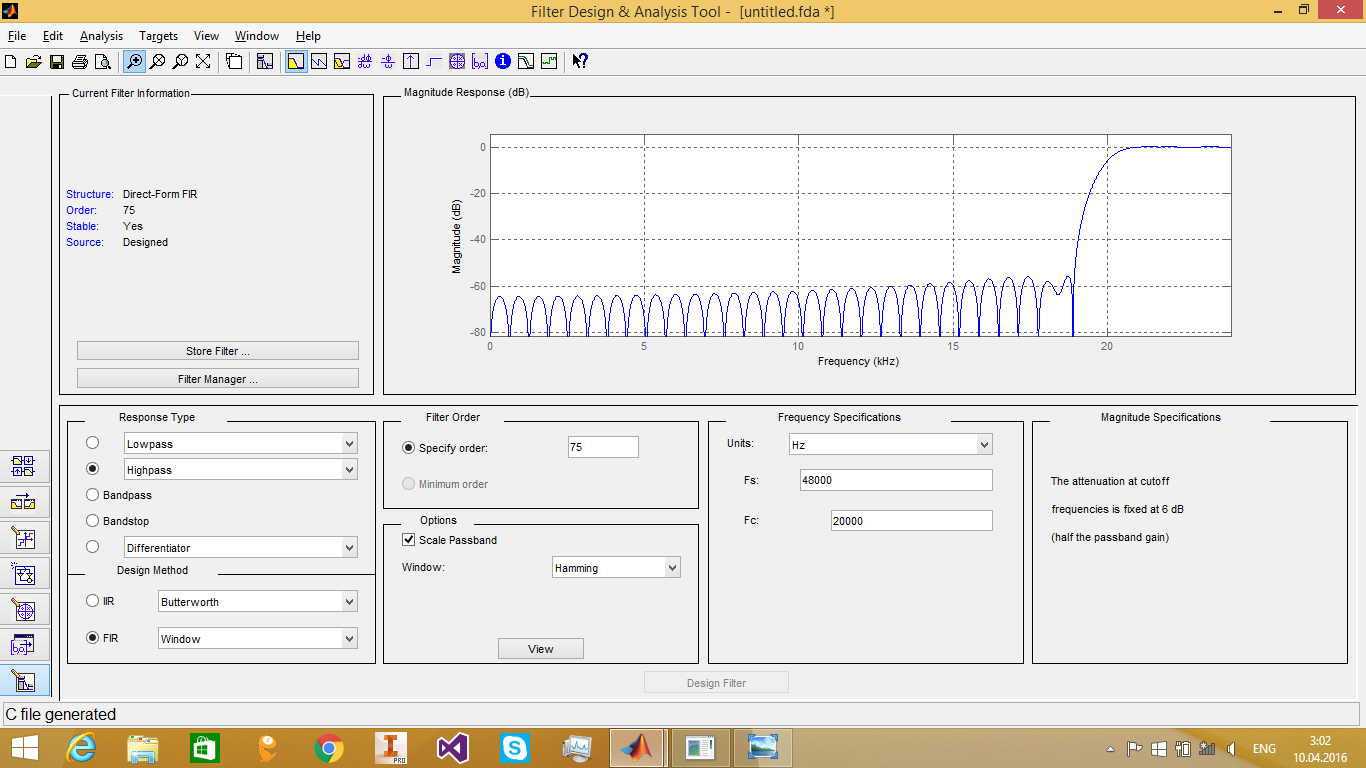 Filter Design & Analysis Tool - [untitled.fda *]
File Edit Analysis Targets View Window Help
Current Filter Information
Structure: Direct-Form FIR
Order: 75
Stable: Yes
Source: Designed
Store Filter ...
Filter Manager ...
Magnitude Response (dB)
0
-20
-40
-60
-80
Magnitude (dB)
0 5 10 15 20
Frequency (kHz)
Response Type
Lowpass
Highpass
Bandpass
Bandstop
Differentiator
Design Method
IIR Butterworth
FIR Window
Filter Order
Specify order: 75
Minimum order
Options
Scale Passband
Window: Hamming
View
Frequency Specifications
Units: Hz
Fs: 48000
Fc: 20000
Magnitude Specifications
The attenuation at cutoff
frequencies is fixed at 6 dB
(half the passband gain)
Design Filter
C file generated
PRO
ENG
3:02
10.04.2016